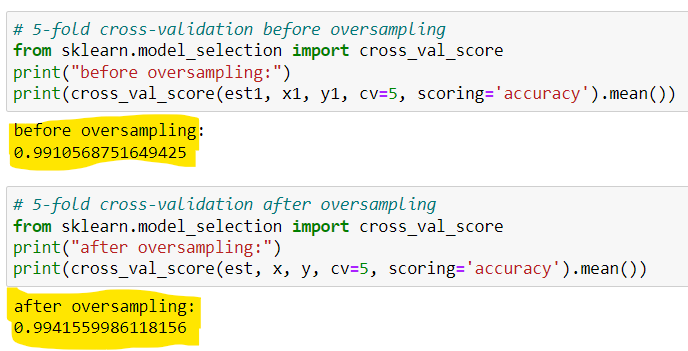 # 5-fold cross-validation before oversampling
from sklearn.model_selection import cross_val_score
print("before oversampling:")
print(cross_val_score(est1, x1, y1, cv=5, scoring='accuracy').mean())
before oversampling:
0.9910568751649425
# 5-fold cross-validation after oversampling
from sklearn.model_selection import cross_val_score
print("after oversampling:")
print(cross_val_score(est, x, y, cv=5, scoring='accuracy').mean())
after oversampling:
0.9941559986118156